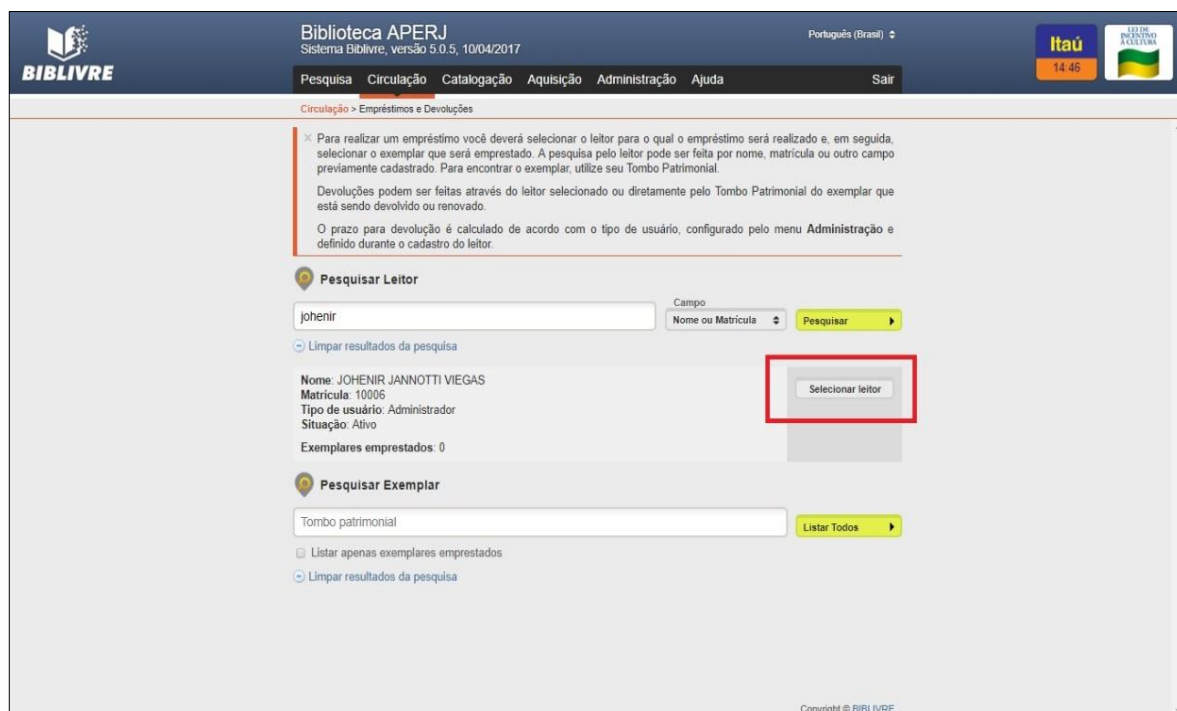 BIBLIVRE
Biblioteca APERJ
Sistema Biblivre, versão 5.0.5, 10/04/2017
Português (Brasil)
Itaú
14:46
LEI DE
INCENTIVO
À CULTURA
Pesquisa Circulação Catalogação Aquisição Administração Ajuda Sair
Circulação > Empréstimos e Devoluções
Para realizar um empréstimo você deverá selecionar o leitor para o qual o empréstimo será realizado e, em seguida,
selecionar o exemplar que será emprestado. A pesquisa pelo leitor pode ser feita por nome, matrícula ou outro campo
previamente cadastrado. Para encontrar o exemplar, utilize seu Tombo Patrimonial.
Devoluções podem ser feitas através do leitor selecionado ou diretamente pelo Tombo Patrimonial do exemplar que
está sendo devolvido ou renovado.
O prazo para devolução é calculado de acordo com o tipo de usuário, configurado pelo menu Administração e
definido durante o cadastro do leitor.
Pesquisar Leitor
Campo
johenir
Nome ou Matrícula
Pesquisar
Limpar resultados da pesquisa
Nome: JOHENIR JANNOTTI VIEGAS
Matrícula: 10006
Tipo de usuário: Administrador
Situação: Ativo
Exemplares emprestados: 0
Selecionar leitor
Pesquisar Exemplar
Tombo patrimonial
Listar Todos
Listar apenas exemplares emprestados
Limpar resultados da pesquisa
Copyright © BIBLIVRE